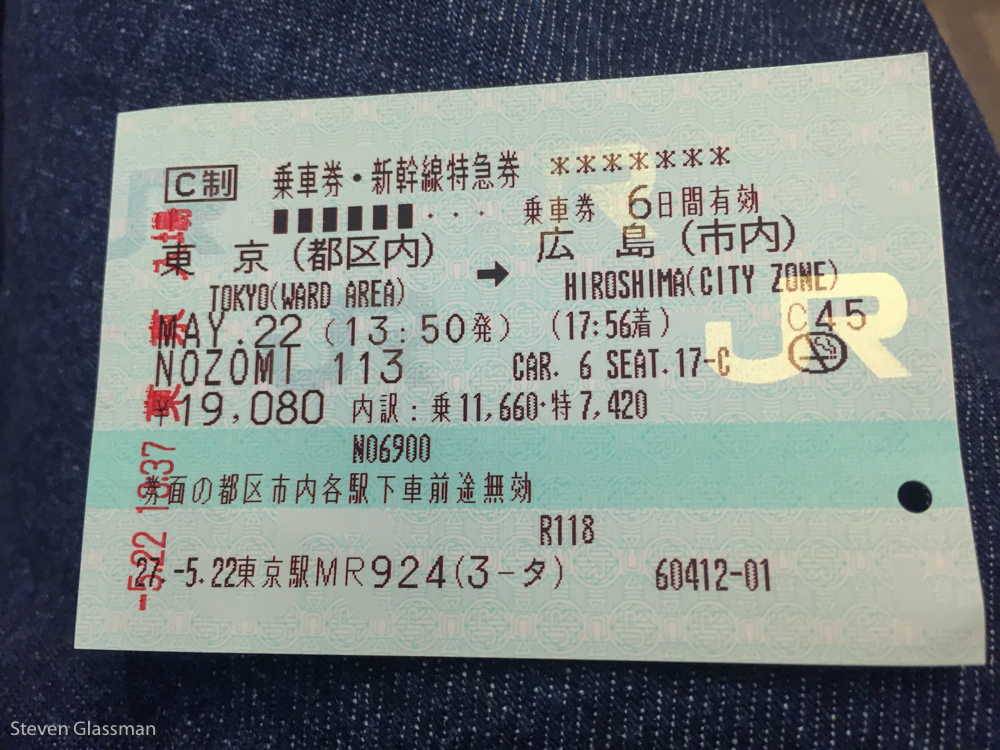 C制 乗車券・新幹線特急券 *******
■■■■■■・・・ 乗車券 6日間有効
東 京 (都区内) → 広 島 (市内)
TOKYO(WARD AREA) HIROSHIMA(CITY ZONE)
MAY.22 (13:50発) (17:56着) C45
NOZOMI 113 CAR. 6 SEAT.17-C
¥19,080 内訳:乗11,660・特7,420
N06900
券面の都区市内各駅下車前途無効
R118
27.-5.22東京駅MR924(3-タ) 60412-01
-5.22 13.37 東
JR
Steven Glassman